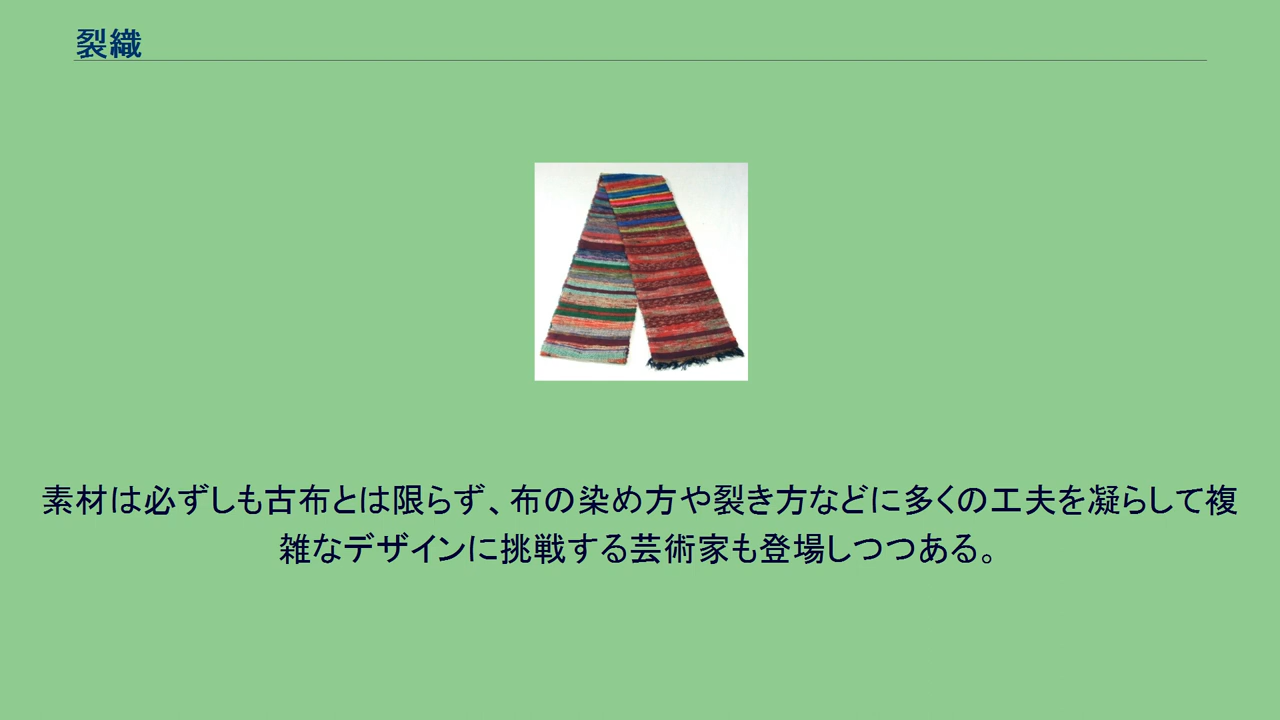 裂織
素材は必ずしも古布とは限らず、布の染め方や裂き方などに多くの工夫を凝らして複
雑なデザインに挑戦する芸術家も登場しつつある。